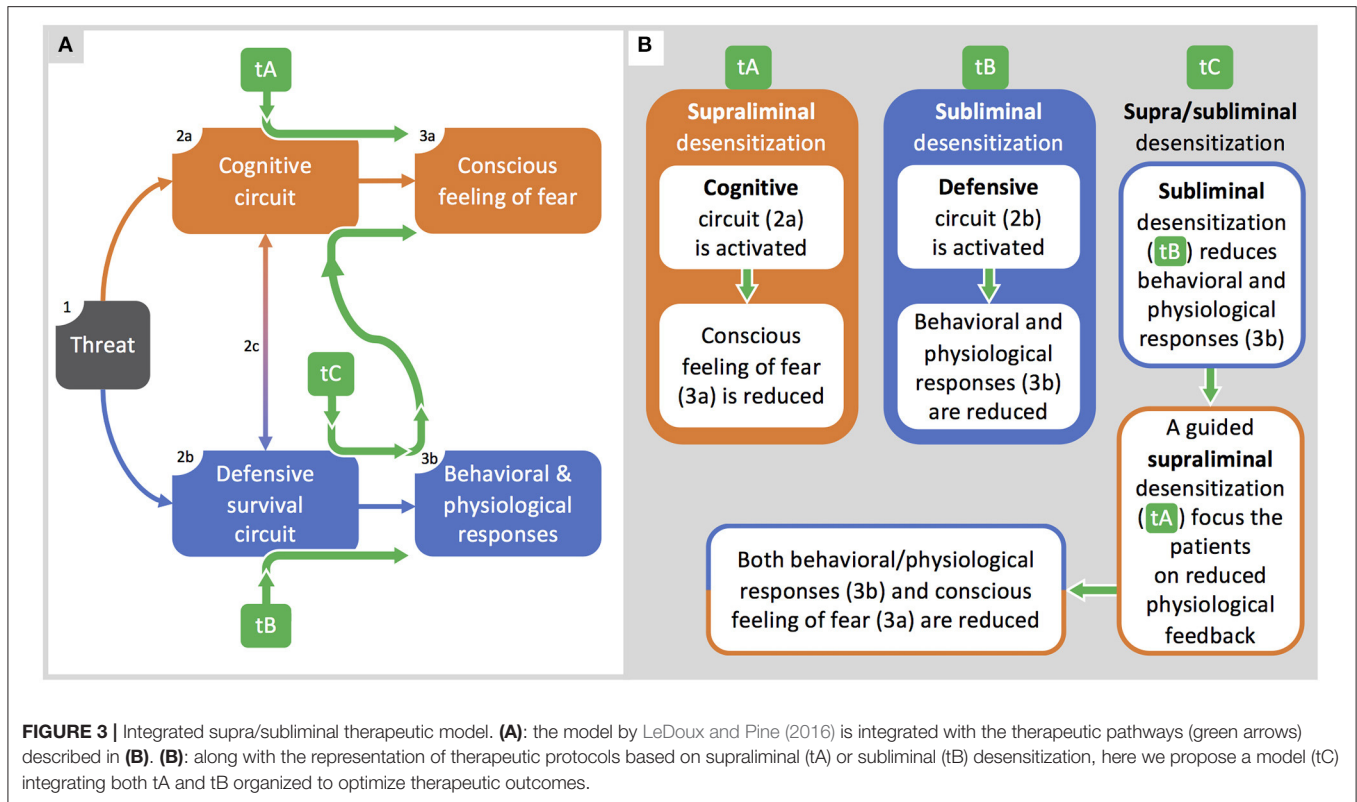 A
tA
2a
Cognitive
circuit
3a
Conscious
feeling of fear
1
Threat
2c
tC
2b
Defensive
survival
circuit
3b
Behavioral &
physiological
responses
tB
B
tA
Supraliminal
desensitization
Cognitive
circuit (2a)
is activated
Conscious
feeling of fear
(3a) is reduced
tB
Subliminal
desensitization
Defensive
circuit (2b)
is activated
Behavioral and
physiological
responses (3b)
are reduced
tC
Supra/subliminal
desensitization
Subliminal
desensitization
(tB) reduces
behavioral and
physiological
responses (3b)
A guided
supraliminal
desensitization
(tA) focus the
patients
on reduced
physiological
feedback
Both behavioral/physiological
responses (3b) and conscious
feeling of fear (3a) are reduced
FIGURE 3 | Integrated supra/subliminal therapeutic model. (A): the model by LeDoux and Pine (2016) is integrated with the therapeutic pathways (green arrows)
described in (B). (B): along with the representation of therapeutic protocols based on supraliminal (tA) or subliminal (tB) desensitization, here we propose a model (tC)
integrating both tA and tB organized to optimize therapeutic outcomes.